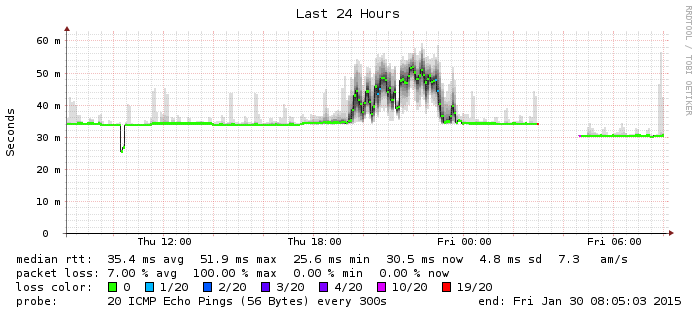 Last 24 Hours
RRDTOOL / TOBI OETIKER
Seconds
60 m
50 m
40 m
30 m
20 m
10 m
0
Thu 12:00 Thu 18:00 Fri 00:00 Fri 06:00
median rtt: 35.4 ms avg 51.9 ms max 25.6 ms min 30.5 ms now 4.8 ms sd 7.3 am/s
packet loss: 7.00 % avg 100.00 % max 0.00 % min 0.00 % now
loss color: 0 1/20 2/20 3/20 4/20 10/20 19/20
probe: 20 ICMP Echo Pings (56 Bytes) every 300s end: Fri Jan 30 08:05:03 2015